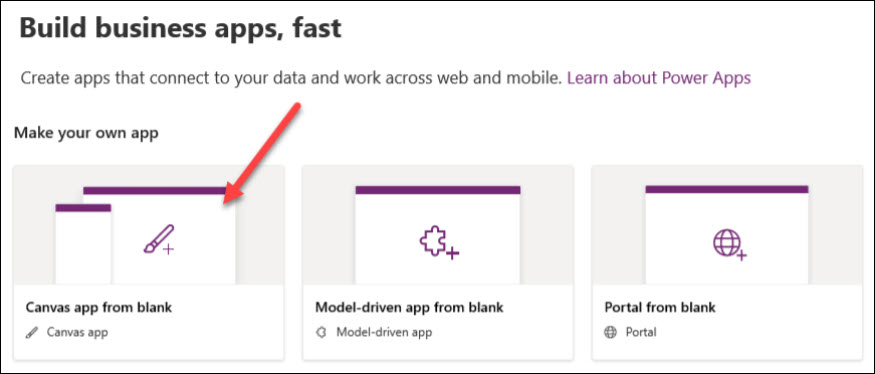 Build business apps, fast
Create apps that connect to your data and work across web and mobile. Learn about Power Apps
Make your own app
Canvas app from blank
Canvas app
Model-driven app from blank
Model-driven app
Portal from blank
Portal